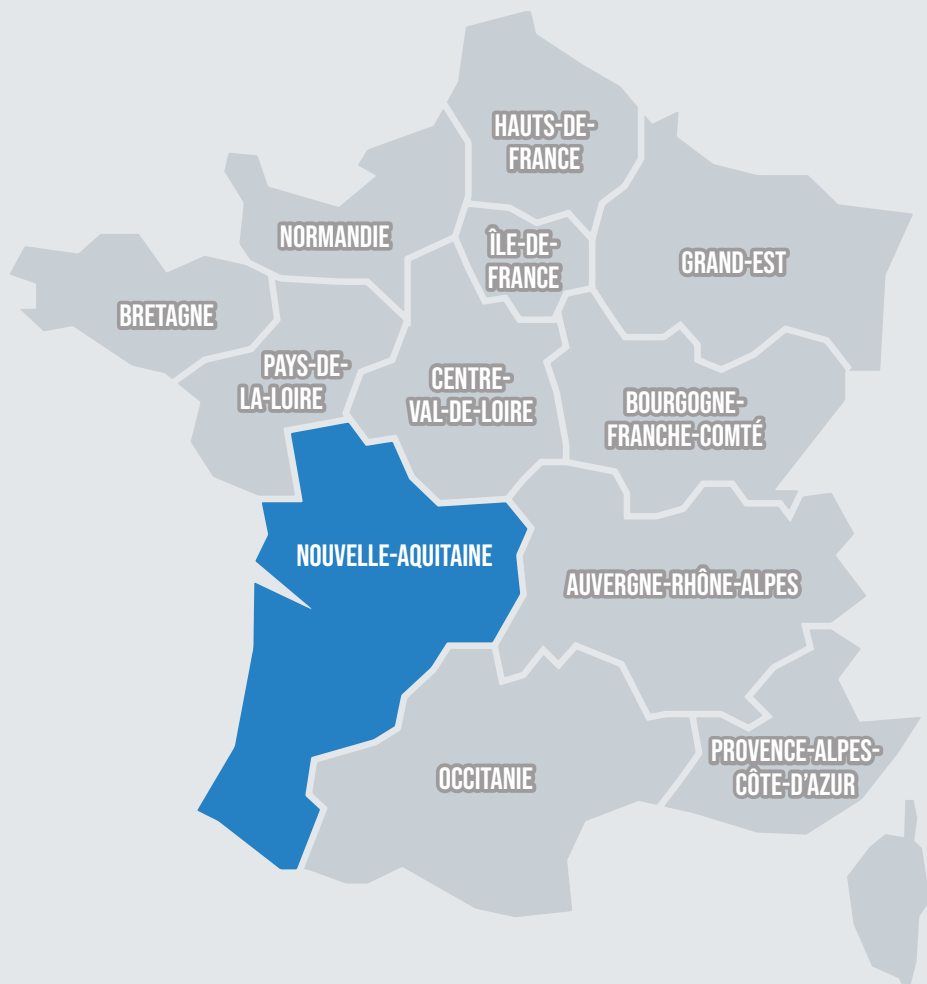 HAUTS-DE-
FRANCE
NORMANDIE
ÎLE-DE-
FRANCE
GRAND-EST
BRETAGNE
PAYS-DE-
LA-LOIRE
CENTRE-
VAL-DE-LOIRE
BOURGOGNE-
FRANCHE-COMTÉ
NOUVELLE-AQUITAINE
AUVERGNE-RHÔNE-ALPES
OCCITANIE
PROVENCE-ALPES-
CÔTE-D'AZUR